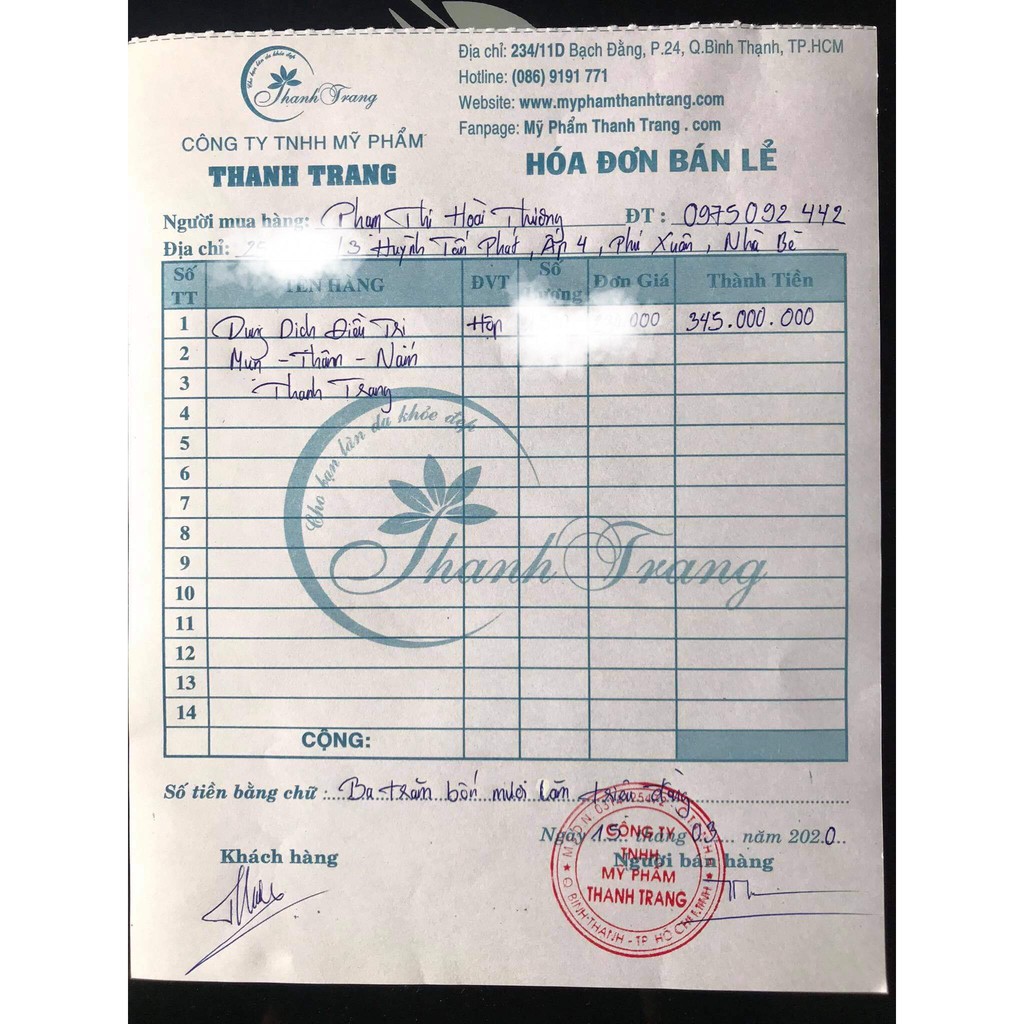 Cho bạn làn da khỏe đẹp
Thanh Trang
CÔNG TY TNHH MỸ PHẨM
THANH TRANG
Địa chỉ: 234/11D Bạch Đằng, P.24, Q.Bình Thạnh, TP.HCM
Hotline: (086) 9191 771
Website: www.myphamthanhtrang.com
Fanpage: Mỹ Phẩm Thanh Trang . com
HÓA ĐƠN BÁN LẺ
Người mua hàng: Phạm Thị Hoài Thương ĐT : 0975092 442
Địa chỉ: 3 Huỳnh Tấn Phát, Ấp 4, Phú Xuân, Nhà Bè
Số TT TÊN HÀNG ĐVT Số Đơn Giá Thành Tiền
1 Dung Dịch Điều Trị Hộp 000 345.000.000
2 Mụn - Thâm - Nám
3 Thanh Trang
4
5
6
7
8
9
10
11
12
13
14
Cho bạn làn da khỏe đẹp
Thanh Trang
CỘNG:
Số tiền bằng chữ : Ba trăm bốn mươi lăm triệu đồng
Ngày 15 tháng 03 năm 2020
Khách hàng Người bán hàng
CÔNG TY
TNHH
MỸ PHẨM
THANH TRANG
Q BÌNH THẠNH - TP HỒ CHÍ MINH